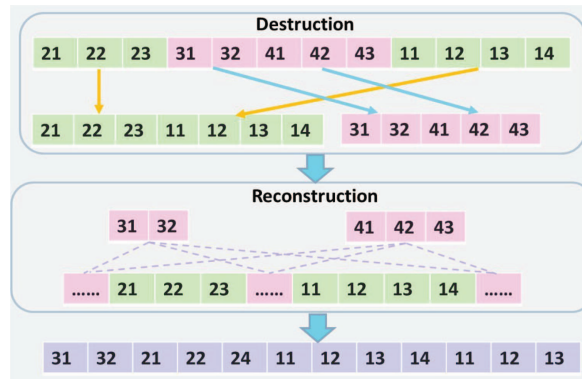 Destruction
21 22 23 31 32 41 42 43 11 12 13 14
21 22 23 11 12 13 14 31 32 41 42 43
Reconstruction
31 32 41 42 43
...... 21 22 23 ...... 11 12 13 14 ......
31 32 21 22 24 11 12 13 14 11 12 13